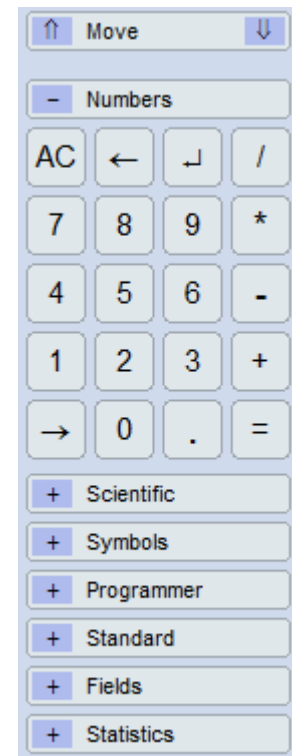 ⇑ Move ⇓
− Numbers
AC ← ↵ /
7 8 9 *
4 5 6 -
1 2 3 +
→ 0 . =
+ Scientific
+ Symbols
+ Programmer
+ Standard
+ Fields
+ Statistics